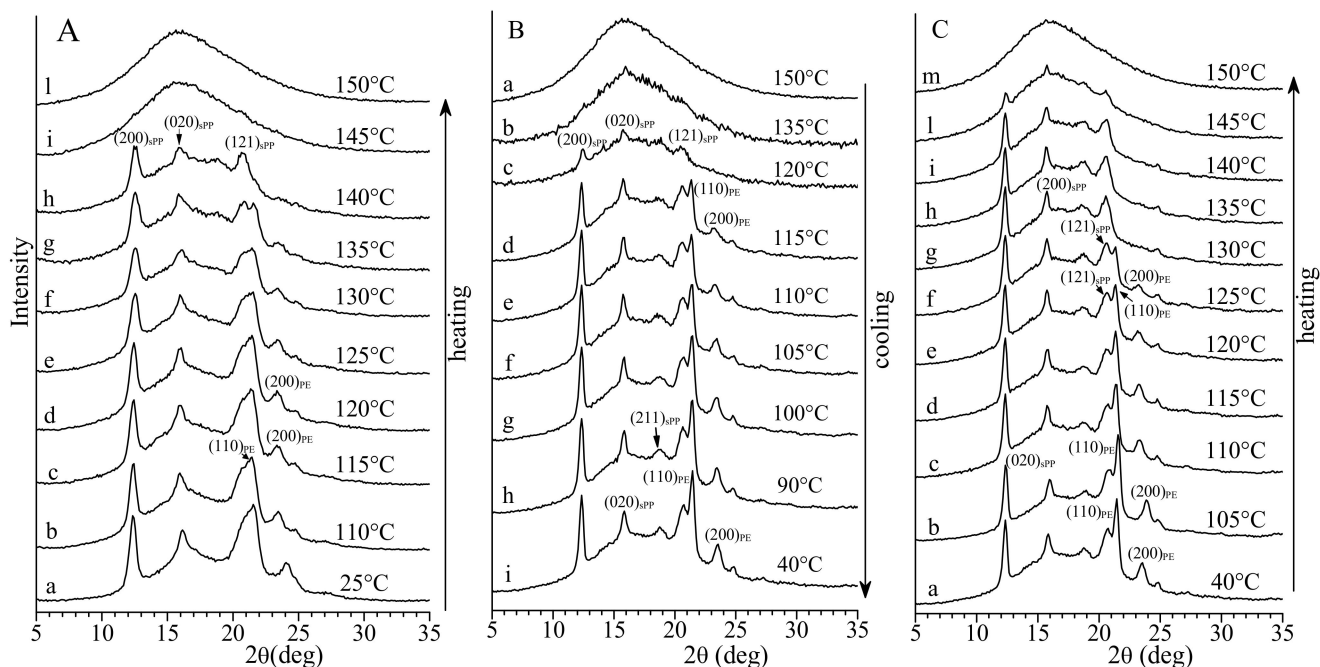 A
l
150°C
i
145°C
(200)sPP
(020)sPP
(121)sPP
h
140°C
g
135°C
f
130°C
e
125°C
(200)PE
d
120°C
(110)PE
(200)PE
c
115°C
b
110°C
a
25°C
Intensity
heating
5 10 15 20 25 30 35
2θ(deg)
B
a
150°C
b
135°C
(200)sPP
(020)sPP
(121)sPP
c
120°C
(110)PE
(200)PE
d
115°C
e
110°C
f
105°C
g
100°C
(211)sPP
h
90°C
(110)PE
(020)sPP
(200)PE
i
40°C
cooling
5 10 15 20 25 30 35
2θ (deg)
C
m
150°C
l
145°C
i
140°C
h
135°C
(200)sPP
g
130°C
(121)sPP
f
125°C
(200)PE
(121)sPP
(110)PE
e
120°C
d
115°C
c
110°C
(020)sPP
(110)PE
(200)PE
b
105°C
(110)PE
(200)PE
a
40°C
heating
5 10 15 20 25 30 35
2θ (deg)